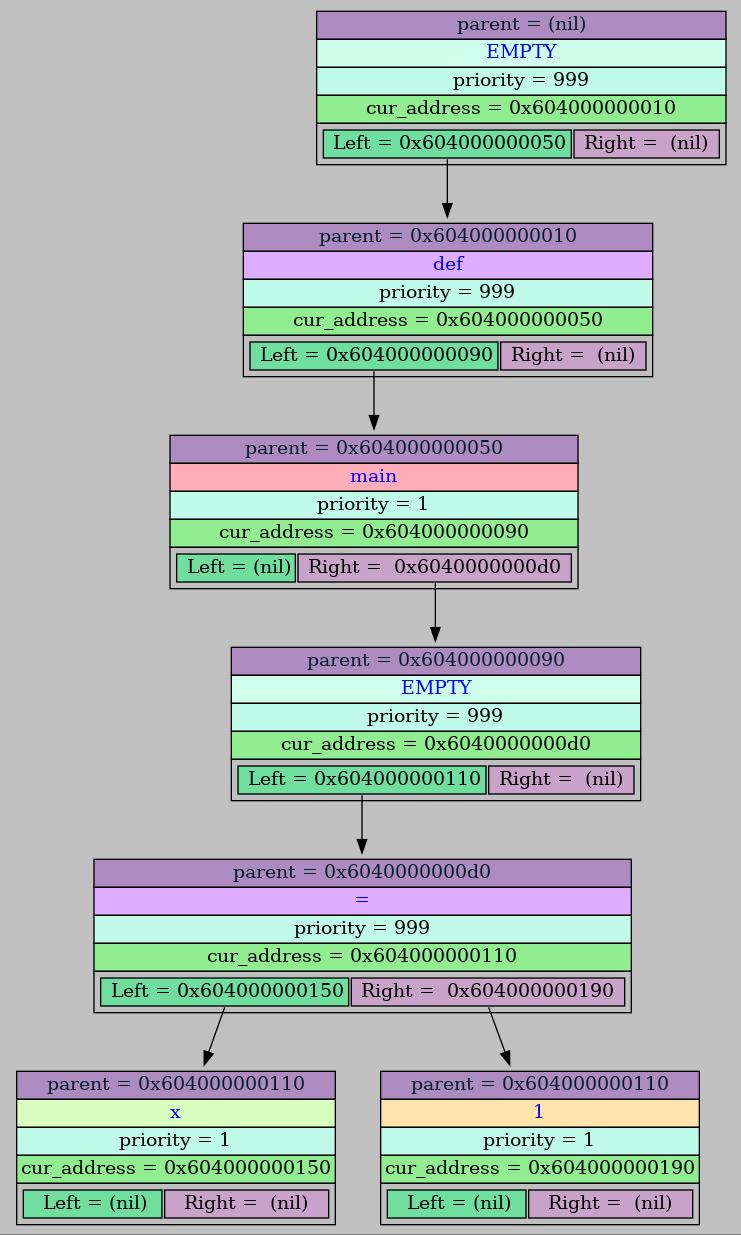 parent = (nil)
EMPTY
priority = 999
cur_address = 0x604000000010
Left = 0x604000000050 Right = (nil)
parent = 0x604000000010
def
priority = 999
cur_address = 0x604000000050
Left = 0x604000000090 Right = (nil)
parent = 0x604000000050
main
priority = 1
cur_address = 0x604000000090
Left = (nil) Right = 0x6040000000d0
parent = 0x604000000090
EMPTY
priority = 999
cur_address = 0x6040000000d0
Left = 0x604000000110 Right = (nil)
parent = 0x6040000000d0
=
priority = 999
cur_address = 0x604000000110
Left = 0x604000000150 Right = 0x604000000190
parent = 0x604000000110
x
priority = 1
cur_address = 0x604000000150
Left = (nil) Right = (nil)
parent = 0x604000000110
1
priority = 1
cur_address = 0x604000000190
Left = (nil) Right = (nil)